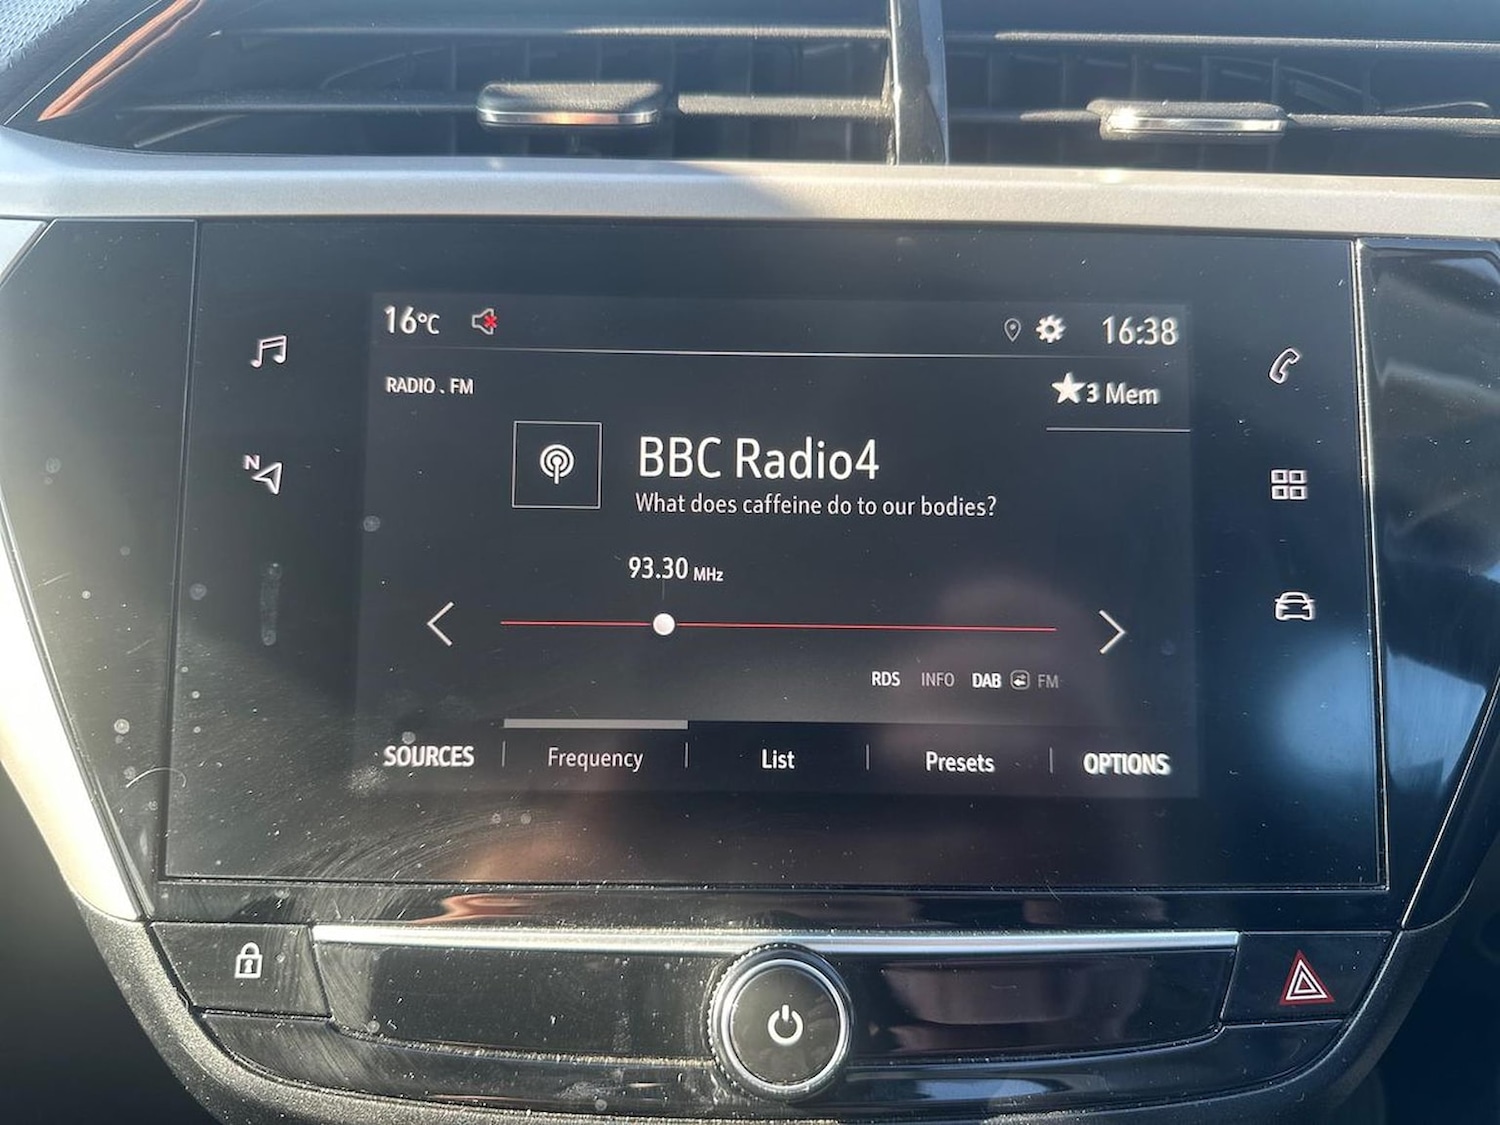 16°C
16:38
RADIO . FM
3 Mem
BBC Radio4
What does caffeine do to our bodies?
N
93.30 MHz
RDS INFO DAB FM
SOURCES Frequency List Presets OPTIONS